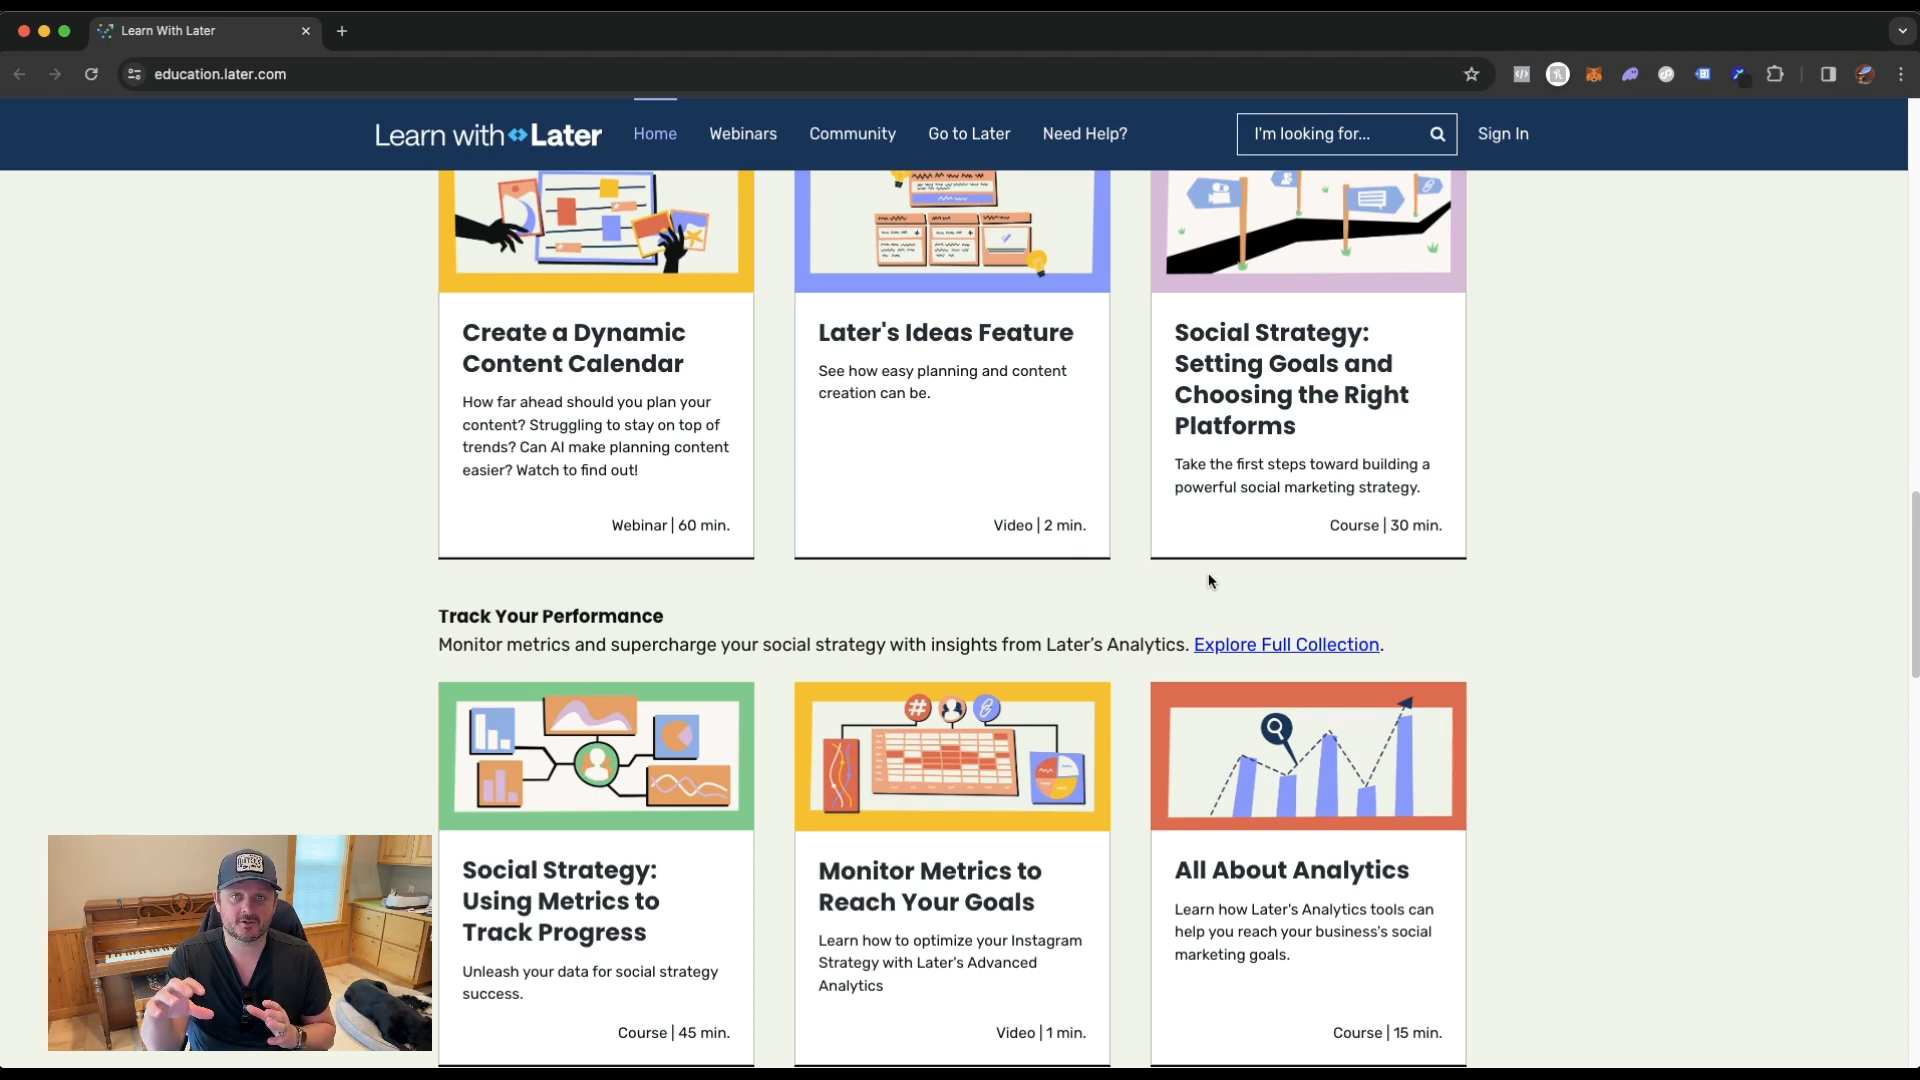 Learn With Later
education.later.com
Learn with Later
Home
Webinars
Community
Go to Later
Need Help?
I'm looking for...
Sign In
Create a Dynamic
Content Calendar
How far ahead should you plan your
content? Struggling to stay on top of
trends? Can AI make planning content
easier? Watch to find out!
Webinar | 60 min.
Later's Ideas Feature
See how easy planning and content
creation can be.
Video | 2 min.
Social Strategy:
Setting Goals and
Choosing the Right
Platforms
Take the first steps toward building a
powerful social marketing strategy.
Course | 30 min.
Track Your Performance
Monitor metrics and supercharge your social strategy with insights from Later’s Analytics. Explore Full Collection.
#
Social Strategy:
Using Metrics to
Track Progress
Unleash your data for social strategy
success.
Course | 45 min.
Monitor Metrics to
Reach Your Goals
Learn how to optimize your Instagram
Strategy with Later's Advanced
Analytics
Video | 1 min.
All About Analytics
Learn how Later's Analytics tools can
help you reach your business's social
marketing goals.
Course | 15 min.